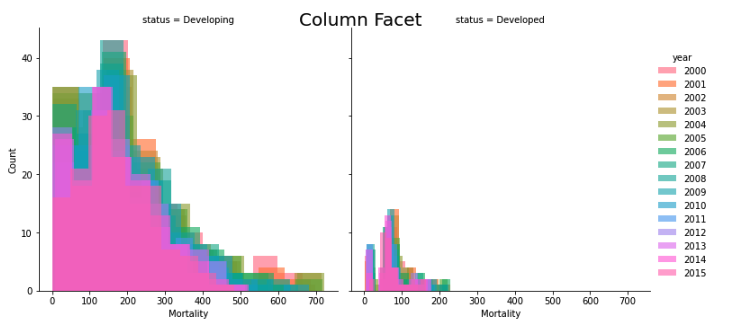 Column Facet
status = Developing
status = Developed
Count
40
30
20
10
0
0 100 200 300 400 500 600 700
Mortality
0 100 200 300 400 500 600 700
Mortality
year
2000
2001
2002
2003
2004
2005
2006
2007
2008
2009
2010
2011
2012
2013
2014
2015